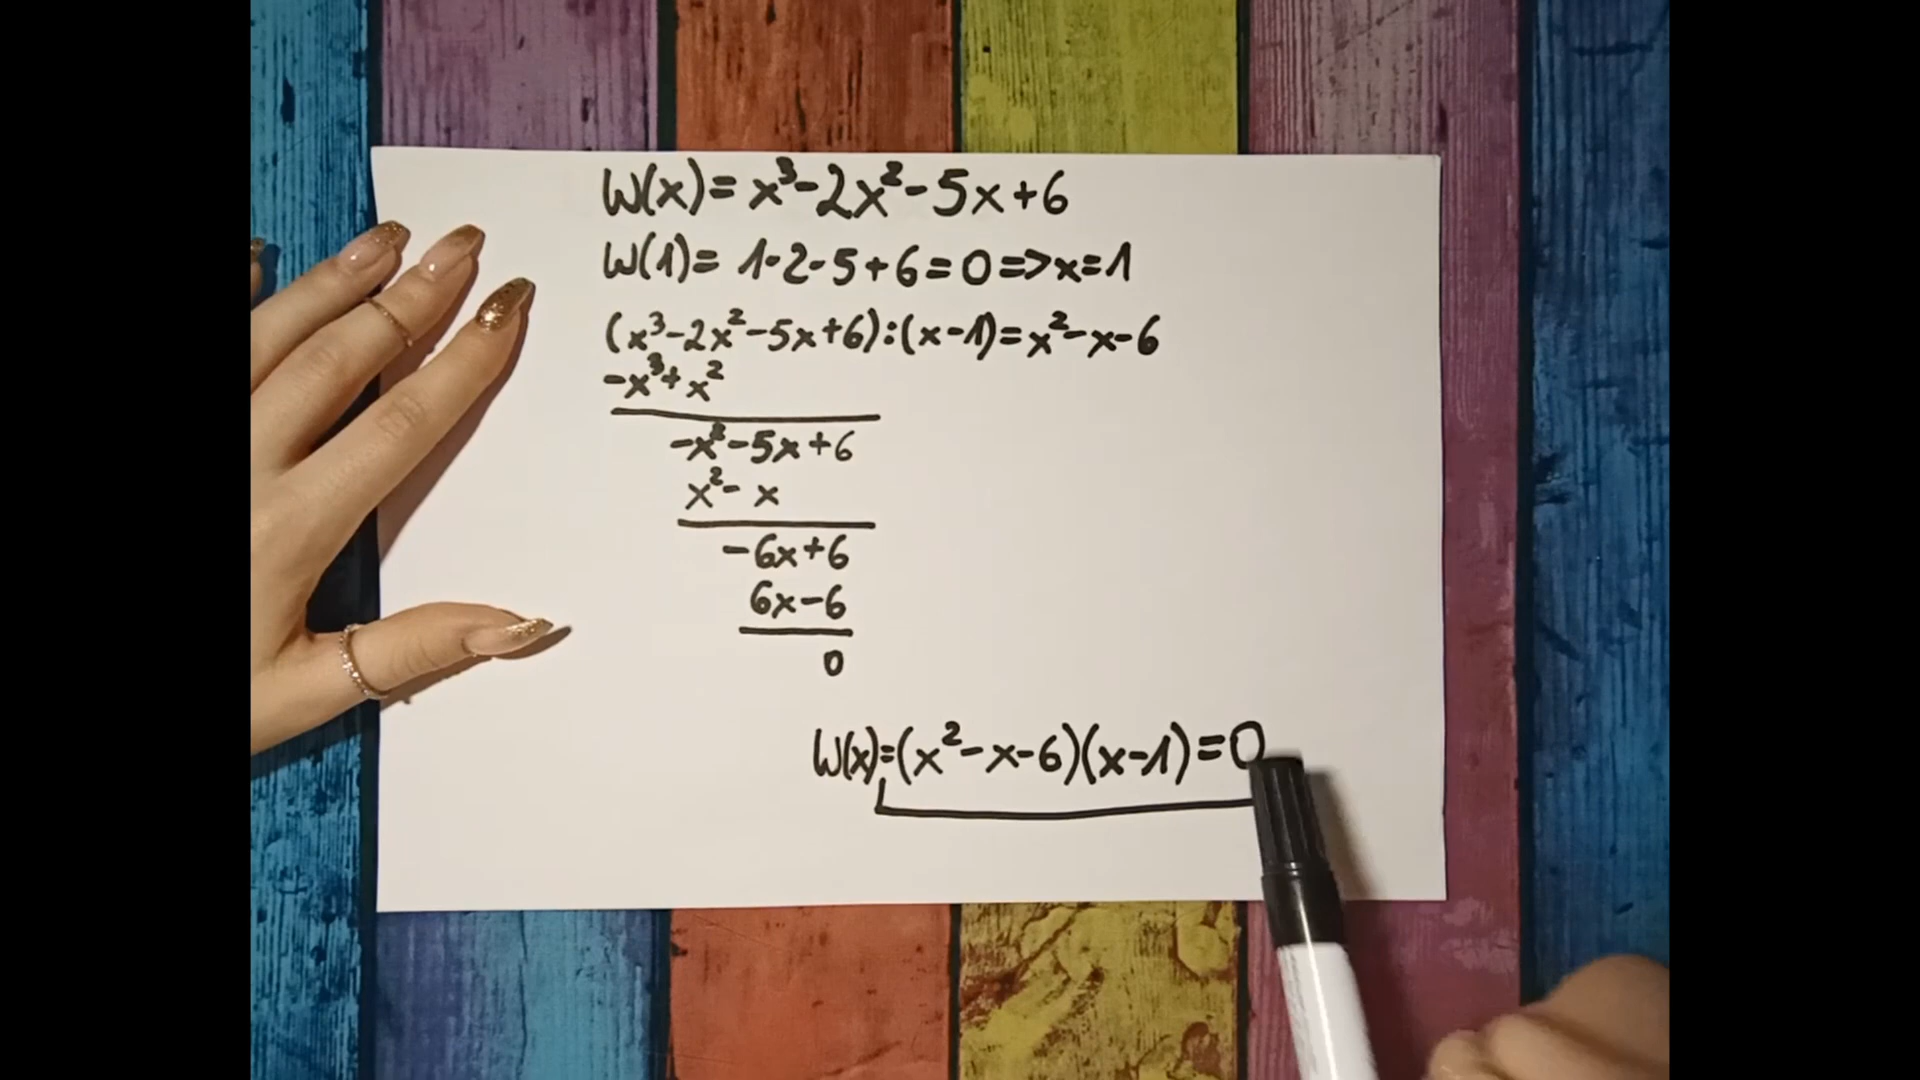 W(x) = x³-2x²-5x+6
W(1) = 1-2-5+6=0 => x=1
(x³-2x²-5x+6):(x-1)=x²-x-6
-x³+x²
-x²-5x+6
x²-x
-6x+6
6x-6
0
W(x)=(x²-x-6)(x-1)=0